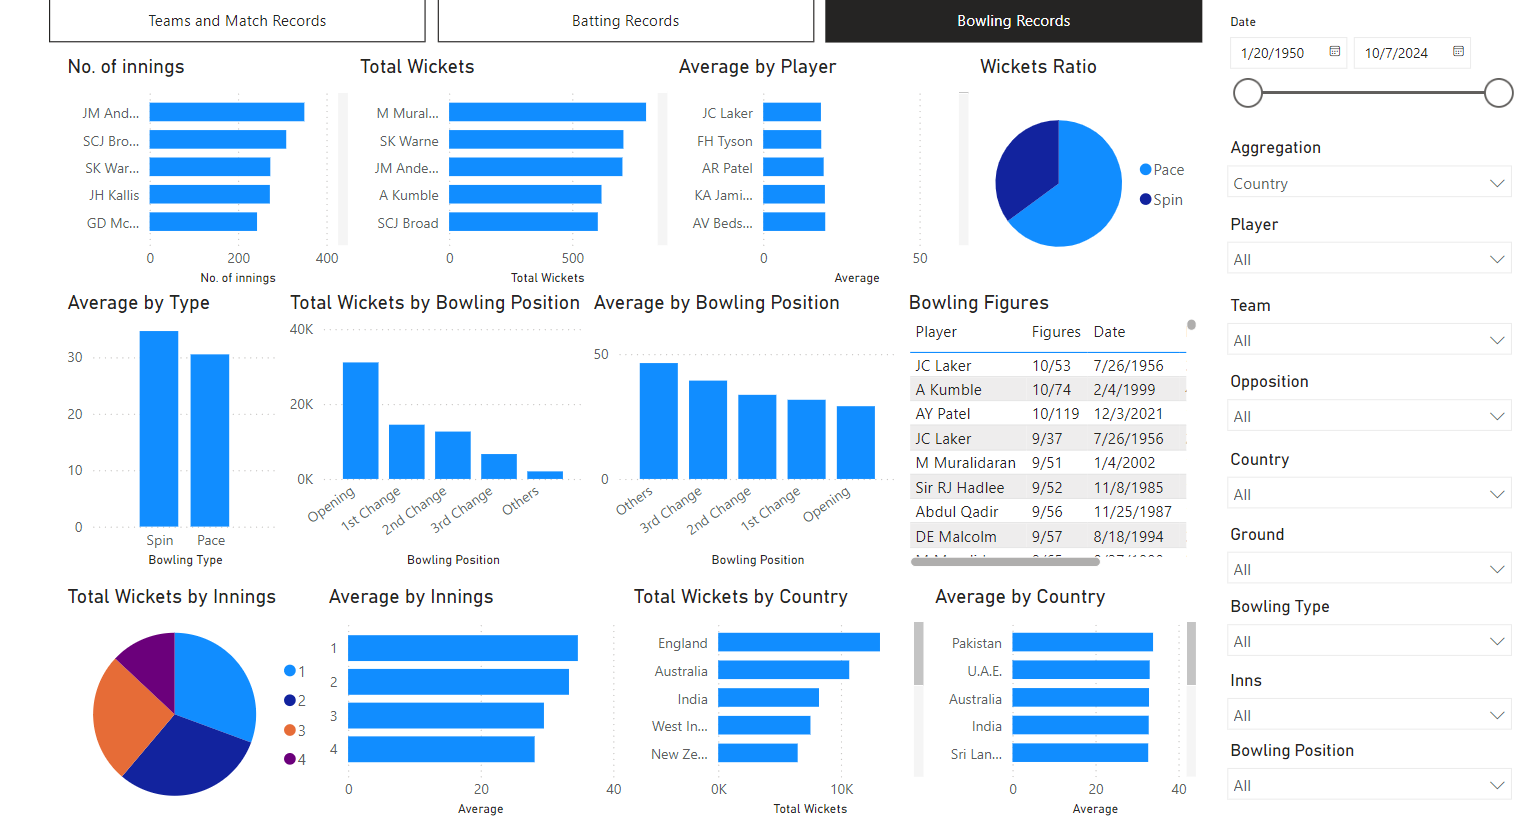 Teams and Match Records
Batting Records
Bowling Records
Date
1/20/1950
10/7/2024
No. of innings
JM And...
SCJ Bro...
SK War...
JH Kallis
GD Mc...
0 200 400
No. of innings
Total Wickets
M Mural...
SK Warne
JM Ande...
A Kumble
SCJ Broad
0 500
Total Wickets
Average by Player
JC Laker
FH Tyson
AR Patel
KA Jami...
AV Beds...
0 50
Average
Wickets Ratio
Pace
Spin
Aggregation
Country
Player
All
Team
All
Opposition
All
Country
All
Ground
All
Bowling Type
All
Inns
All
Bowling Position
All
Average by Type
30
20
10
0
Spin Pace
Bowling Type
Total Wickets by Bowling Position
40K
20K
0K
Opening 1st Change 2nd Change 3rd Change Others
Bowling Position
Average by Bowling Position
50
0
Others 3rd Change 2nd Change 1st Change Opening
Bowling Position
Bowling Figures
Player Figures Date
JC Laker 10/53 7/26/1956
A Kumble 10/74 2/4/1999
AY Patel 10/119 12/3/2021
JC Laker 9/37 7/26/1956
M Muralidaran 9/51 1/4/2002
Sir RJ Hadlee 9/52 11/8/1985
Abdul Qadir 9/56 11/25/1987
DE Malcolm 9/57 8/18/1994
Total Wickets by Innings
1
2
3
4
Average by Innings
1
2
3
4
0 20 40
Average
Total Wickets by Country
England
Australia
India
West In...
New Ze...
0K 10K
Total Wickets
Average by Country
Pakistan
U.A.E.
Australia
India
Sri Lan...
0 20 40
Average